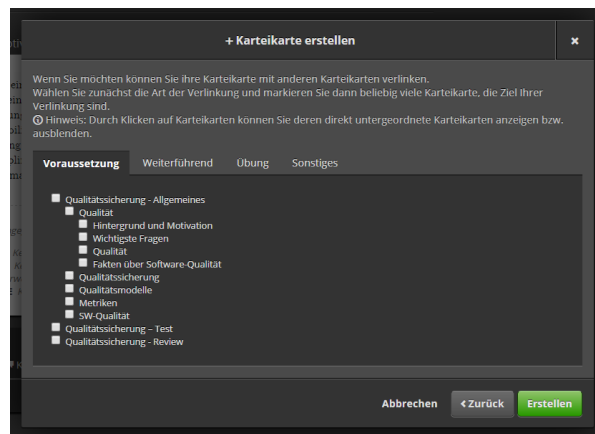 + Karteikarte erstellen
×
Wenn Sie möchten können Sie ihre Karteikarte mit anderen Karteikarten verlinken.
Wählen Sie zunächst die Art der Verlinkung und markieren Sie dann beliebig viele Karteikarte, die Ziel Ihrer
Verlinkung sind.
Hinweis: Durch Klicken auf Karteikarten können Sie deren direkt untergeordnete Karteikarten anzeigen bzw.
ausblenden.
Voraussetzung Weiterführend Übung Sonstiges
Qualitätssicherung - Allgemeines
Qualität
Hintergrund und Motivation
Wichtigste Fragen
Qualität
Fakten über Software-Qualität
Qualitätssicherung
Qualitätsmodelle
Metriken
SW-Qualität
Qualitätssicherung – Test
Qualitätssicherung - Review
Abbrechen <Zurück Erstellen